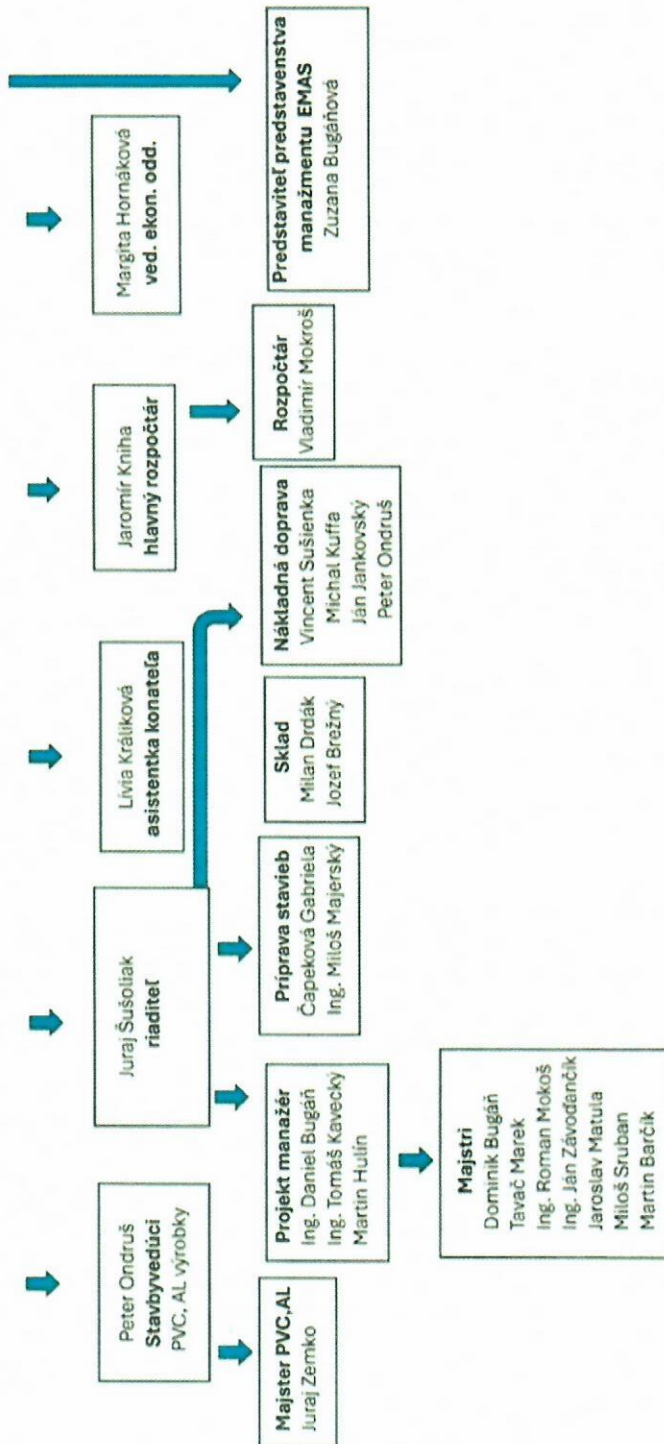 Peter Ondruš
Stavbyvedúci
PVC, AL výrobky
Juraj Šušoliak
riaditeľ
Lívia Králiková
asistentka konateľa
Jaromír Kniha
hlavný rozpočtár
Margita Hornáková
ved. ekon. odd.
Majster PVC,AL
Juraj Zemko
Projekt manažér
Ing. Daniel Bugáň
Ing. Tomáš Kavecký
Martin Hulín
Príprava stavieb
Čapeková Gabriela
Ing. Miloš Majerský
Sklad
Milan Drdák
Jozef Brežný
Nákladná doprava
Vincent Sušienka
Michal Kuffa
Ján Jankovský
Peter Ondruš
Rozpočtár
Vladimír Mokroš
Predstaviteľ predstavenstva
manažmentu EMAS
Zuzana Bugáňová
Majstri
Dominik Bugáň
Tavač Marek
Ing. Roman Mokoš
Ing. Ján Závodančík
Jaroslav Matula
Miloš Sruban
Martin Barčík